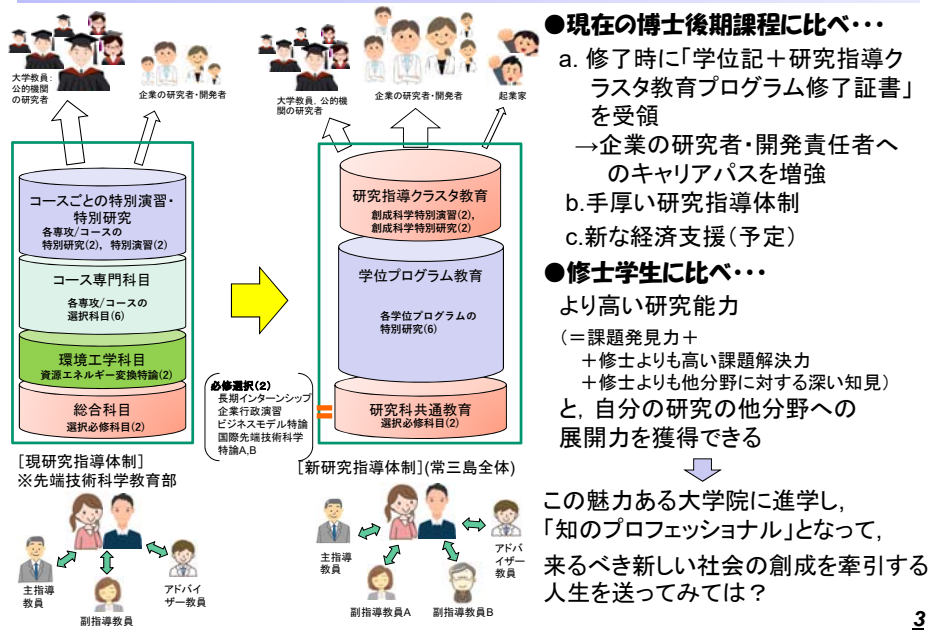 大学教員・
公的機関
の研究者
企業の研究者・開発者
大学教員，公的機
関の研究者
企業の研究者・開発者
起業家
コースごとの特別演習・
特別研究
各専攻/コースの
特別研究(2)，特別演習(2)
コース専門科目
各専攻/コースの
選択科目(6)
環境工学科目
資源エネルギー変換特論(2)
総合科目
選択必修科目(2)
研究指導クラスタ教育
創成科学特別演習(2)，
創成科学特別研究(2)
学位プログラム教育
各学位プログラムの
特別研究(6)
必修選択(2)
長期インターンシップ
企業行政演習
ビジネスモデル特論
国際先端技術科学
特論A,B
=
研究科共通教育
選択必修科目(2)
［現研究指導体制］
※先端技術科学教育部
主指導
教員
副指導教員
アドバイ
ザー教員
［新研究指導体制］(常三島全体)
主指導
教員
副指導教員A
副指導教員B
アドバ
イザー
教員
●現在の博士後期課程に比べ・・・
a. 修了時に「学位記＋研究指導ク
ラスタ教育プログラム修了証書」
を受領
→企業の研究者・開発責任者へ
のキャリアパスを増強
b.手厚い研究指導体制
c.新な経済支援（予定）
●修士学生に比べ・・・
より高い研究能力
（＝課題発見力＋
＋修士よりも高い課題解決力
＋修士よりも他分野に対する深い知見）
と，自分の研究の他分野への
展開力を獲得できる
この魅力ある大学院に進学し，
「知のプロフェッショナル」となって，
来るべき新しい社会の創成を牽引する
人生を送ってみては？
3